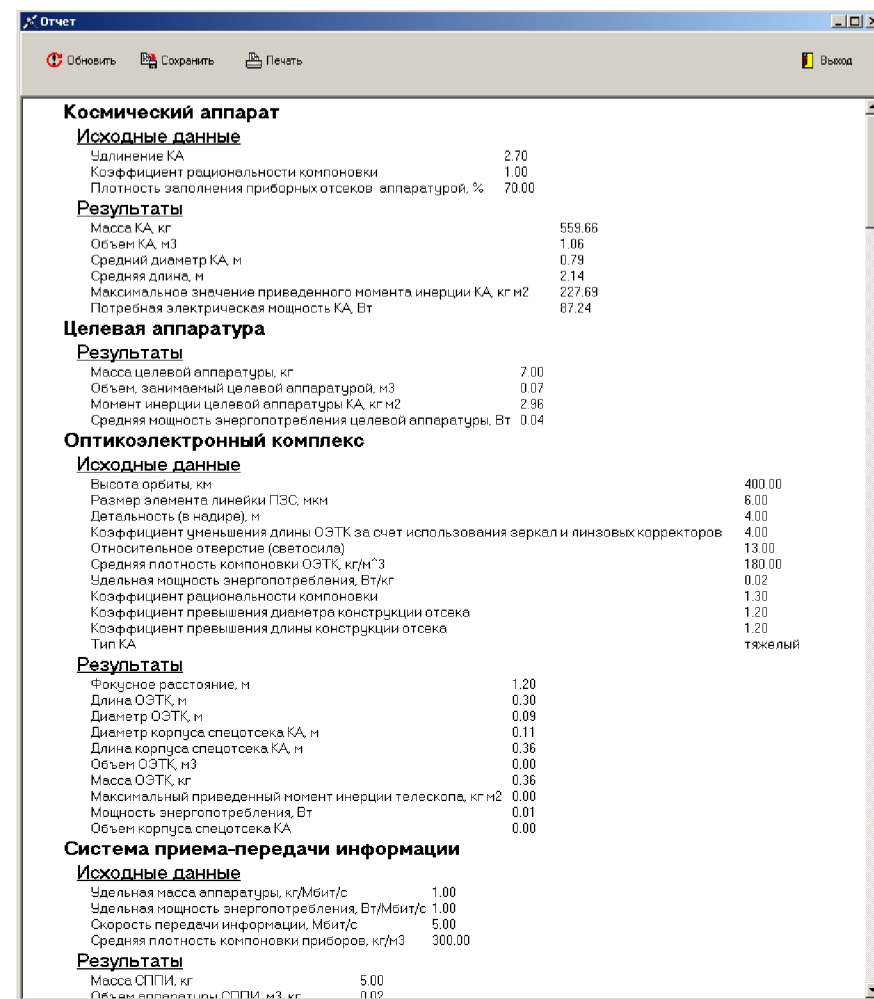 Отчет
Обновить Сохранить Печать Выход
Космический аппарат
Исходные данные
Удлинение КА 2.70
Коэффициент рациональности компоновки 1.00
Плотность заполнения приборных отсеков аппаратурой, % 70.00
Результаты
Масса КА, кг 559.66
Объем КА, м3 1.06
Средний диаметр КА, м 0.79
Средняя длина, м 2.14
Максимальное значение приведенного момента инерции КА, кг м2 227.69
Потребная электрическая мощность КА, Вт 87.24
Целевая аппаратура
Результаты
Масса целевой аппаратуры, кг 7.00
Объем, занимаемый целевой аппаратурой, м3 0.07
Момент инерции целевой аппаратуры КА, кг м2 2.96
Средняя мощность энергопотребления целевой аппаратуры, Вт 0.04
Оптикоэлектронный комплекс
Исходные данные
Высота орбиты, км 400.00
Размер элемента линейки ПЗС, мкм 6.00
Детальность (в надире), м 4.00
Коэффициент уменьшения длины ОЭТК за счет использования зеркал и линзовых корректоров 4.00
Относительное отверстие (светосила) 13.00
Средняя плотность компоновки ОЭТК, кг/м^3 180.00
Удельная мощность энергопотребления, Вт/кг 0.02
Коэффициент рациональности компоновки 1.30
Коэффициент превышения диаметра конструкции отсека 1.20
Коэффициент превышения длины конструкции отсека 1.20
Тип КА тяжелый
Результаты
Фокусное расстояние, м 1.20
Длина ОЭТК, м 0.30
Диаметр ОЭТК, м 0.09
Диаметр корпуса спецотсека КА, м 0.11
Длина корпуса спецотсека КА, м 0.36
Объем ОЭТК, м3 0.00
Масса ОЭТК, кг 0.36
Максимальный приведенный момент инерции телескопа, кг м2 0.00
Мощность энергопотребления, Вт 0.01
Объем корпуса спецотсека КА 0.00
Система приема-передачи информации
Исходные данные
Удельная масса аппаратуры, кг/Мбит/с 1.00
Удельная мощность энергопотребления, Вт/Мбит/с 1.00
Скорость передачи информации, Мбит/с 5.00
Средняя плотность компоновки приборов, кг/м3 300.00
Результаты
Масса СППИ, кг 5.00
Объем аппаратуры СППИ, м3, кг 0.02